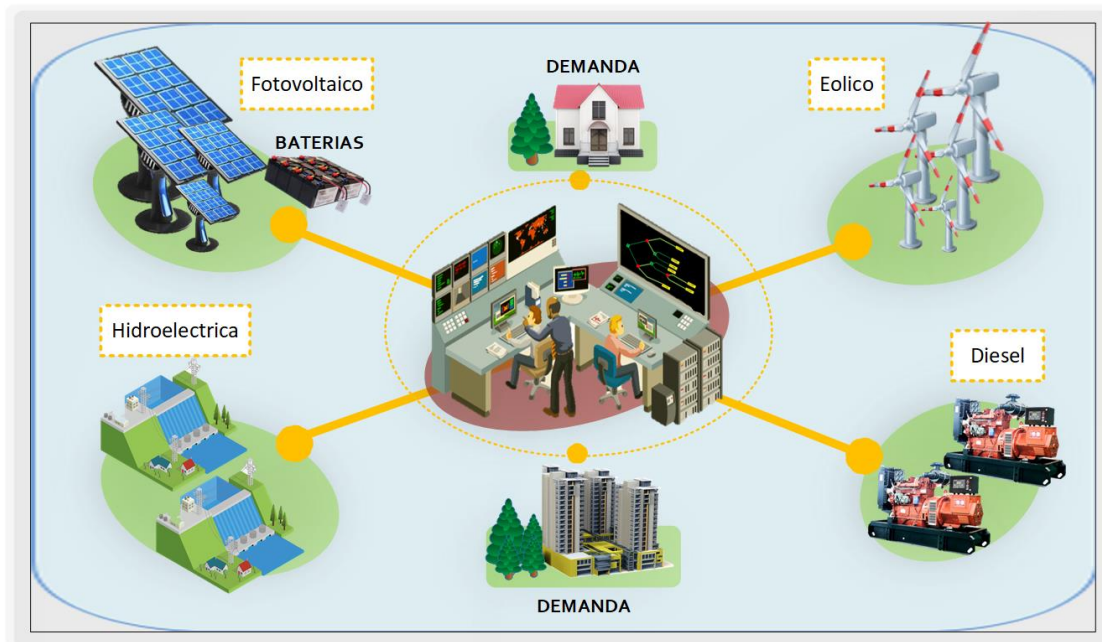 Fotovoltaico
BATERIAS
DEMANDA
Eolico
Hidroelectrica
Diesel
DEMANDA